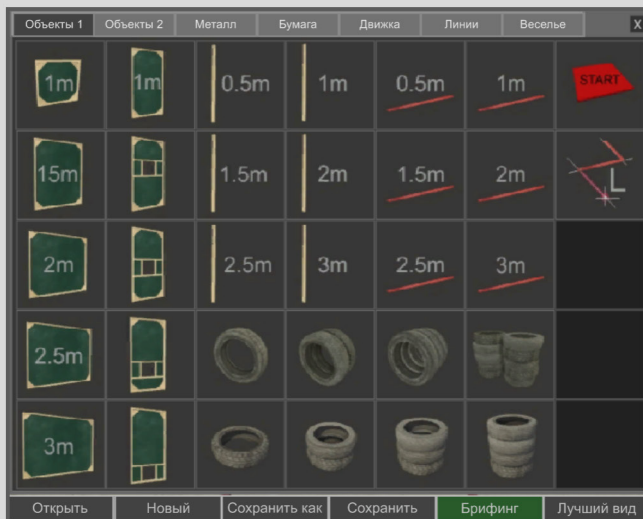 Объекты 1 Объекты 2 Металл Бумага Движка Линии Веселье X
1m 1m 0.5m 1m 0.5m 1m START
15m 1.5m 2m 1.5m 2m L
2m 2.5m 3m 2.5m 3m
2.5m
3m
Открыть Новый Сохранить как Сохранить Брифинг Лучший вид